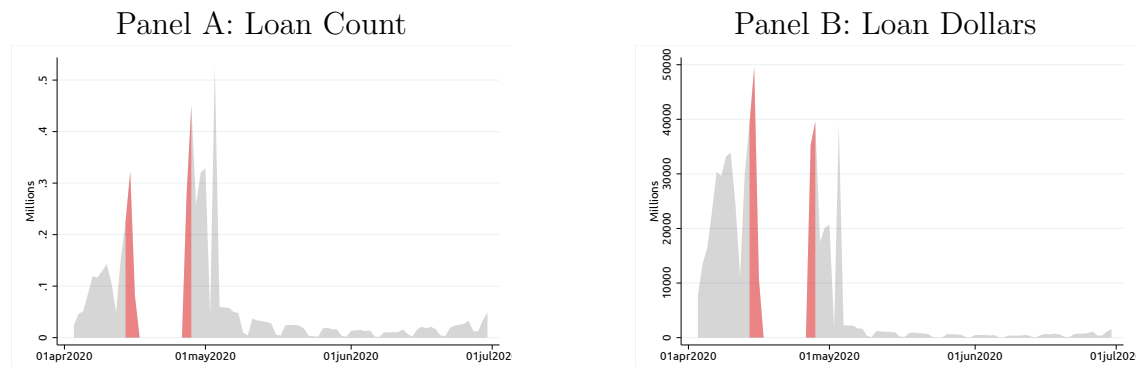 Panel A: Loan Count
Millions
.5
.4
.3
.2
.1
0
01apr2020 01may2020 01jun2020 01jul202
Panel B: Loan Dollars
Millions
50000
40000
30000
20000
10000
0
01apr2020 01may2020 01jun2020 01jul202